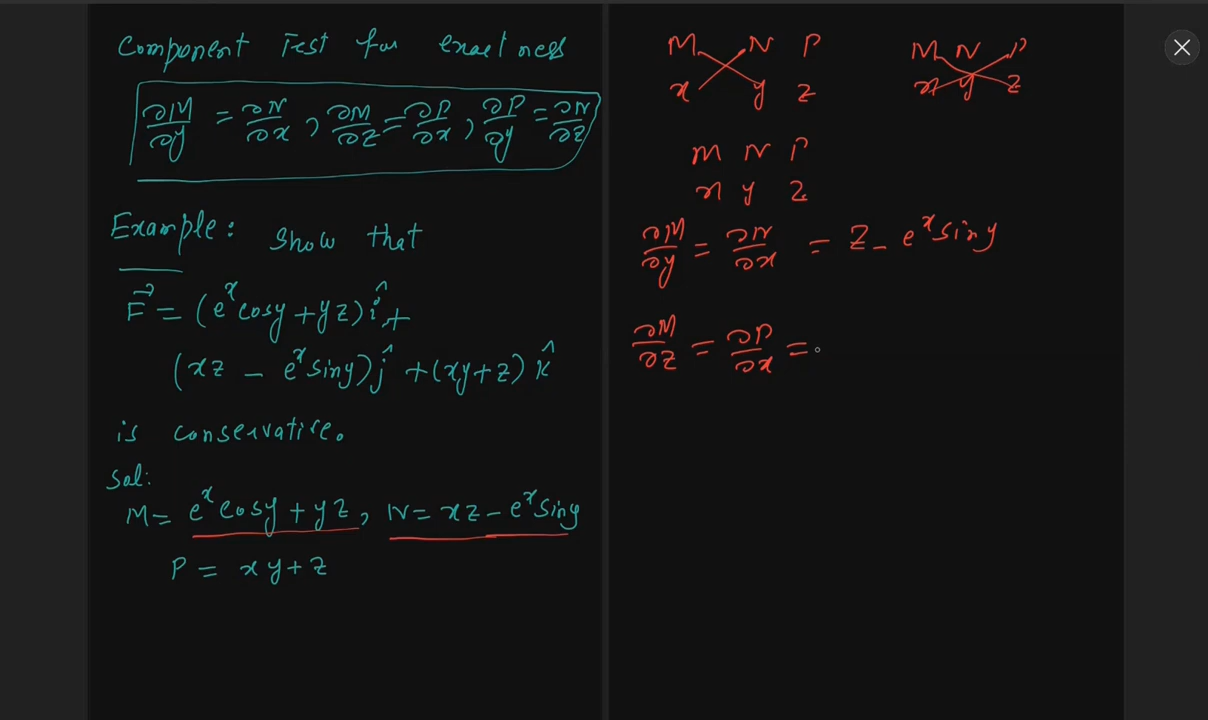 Component Test for exactness
∂M/∂y = ∂N/∂x , ∂M/∂z = ∂P/∂x , ∂P/∂y = ∂N/∂z
Example: Show that
F⃗ = (e^x cosy + yz) î +
(xz - e^x siny) ĵ + (xy + z) k̂
is conservative.
Sol:
M = e^x cosy + yz, N = xz - e^x siny
P = xy + z
M N P
x y z
M N P
x y z
M N P
x y z
∂M/∂y = ∂N/∂x = z - e^x siny
∂M/∂z = ∂P/∂x =